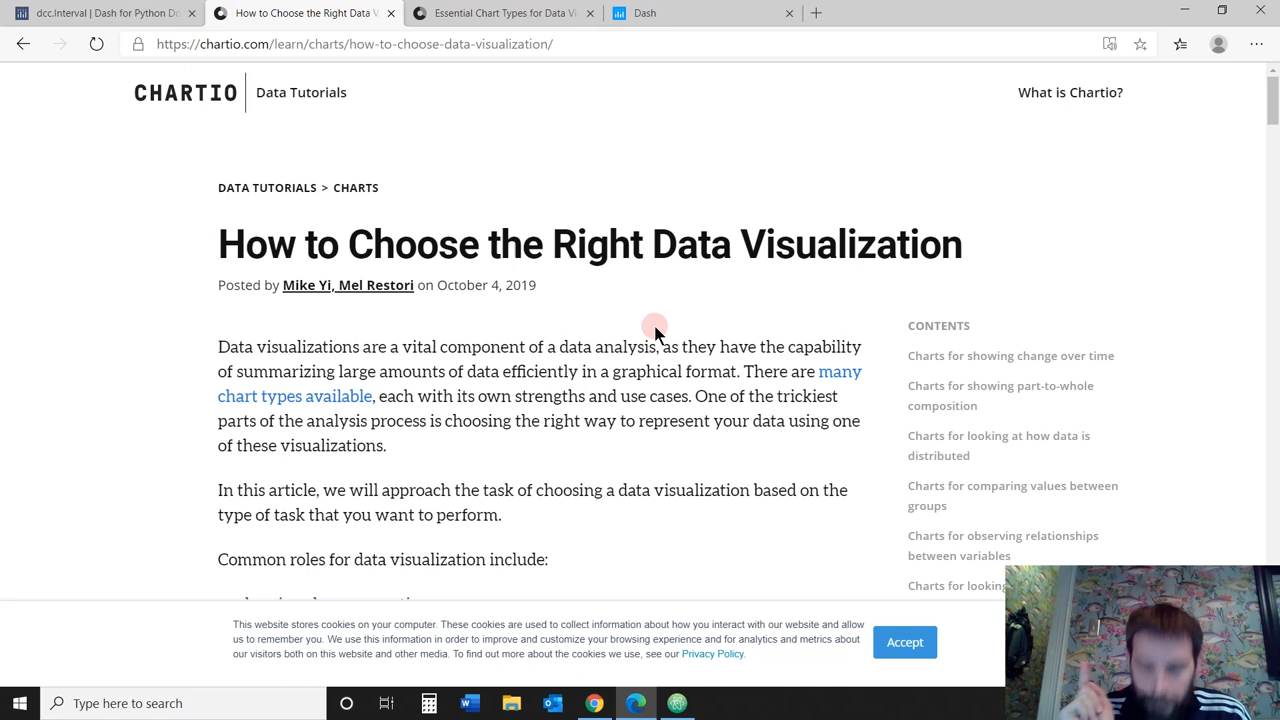 dcc.Interval | Dash for Python Do
How to Choose the Right Data V
Essential Chart Types for Data Vi
Dash
https://chartio.com/learn/charts/how-to-choose-data-visualization/
CHARTIO
Data Tutorials
What is Chartio?
DATA TUTORIALS > CHARTS
How to Choose the Right Data Visualization
Posted by Mike Yi, Mel Restori on October 4, 2019
Data visualizations are a vital component of a data analysis, as they have the capability
of summarizing large amounts of data efficiently in a graphical format. There are many
chart types available, each with its own strengths and use cases. One of the trickiest
parts of the analysis process is choosing the right way to represent your data using one
of these visualizations.
In this article, we will approach the task of choosing a data visualization based on the
type of task that you want to perform.
Common roles for data visualization include:
CONTENTS
Charts for showing change over time
Charts for showing part-to-whole
composition
Charts for looking at how data is
distributed
Charts for comparing values between
groups
Charts for observing relationships
between variables
Charts for looking
This website stores cookies on your computer. These cookies are used to collect information about how you interact with our website and allow
us to remember you. We use this information in order to improve and customize your browsing experience and for analytics and metrics about
our visitors both on this website and other media. To find out more about the cookies we use, see our Privacy Policy.
Accept
Type here to search